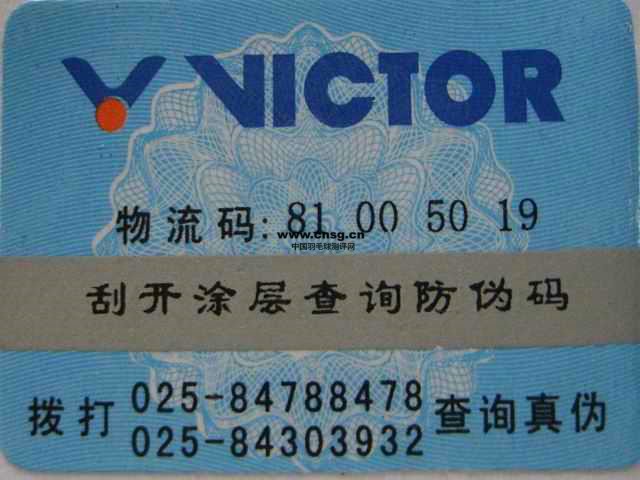 VICTOR
物流码: 81 00 50 19
www.cnsg.cn
中国羽毛球测评网
刮开涂层查询防伪码
拨打 025-84788478 查询真伪
025-84303932